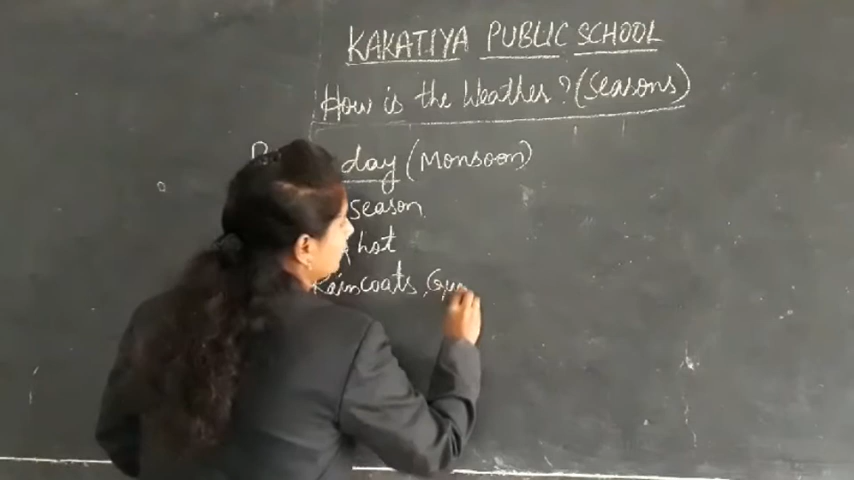 KAKATIYA PUBLIC SCHOOL
How is the Weather? (Seasons)
day (Monsoon)
season
hot
Raincoats, Gum